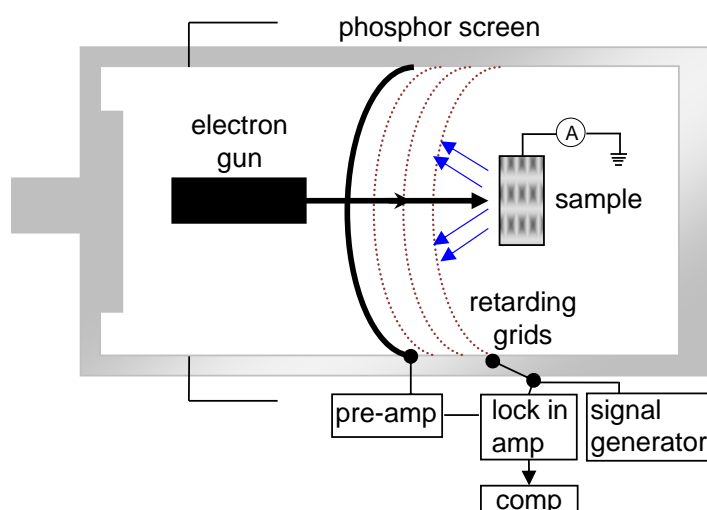 phosphor screen
electron
gun
A
sample
retarding
grids
pre-amp
lock in
amp
signal
generator
comp